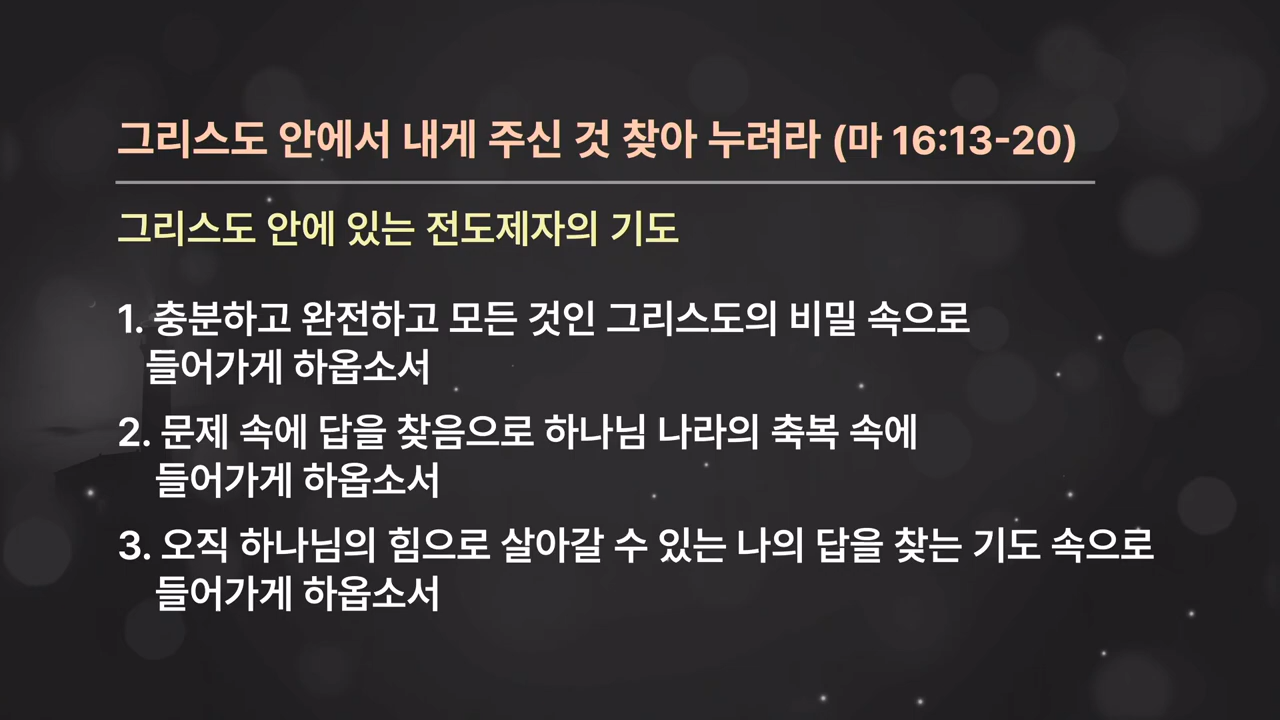 그리스도 안에서 내게 주신 것 찾아 누려라 (마 16:13-20)
그리스도 안에 있는 전도제자의 기도
1. 충분하고 완전하고 모든 것인 그리스도의 비밀 속으로
들어가게 하옵소서
2. 문제 속에 답을 찾음으로 하나님 나라의 축복 속에
들어가게 하옵소서
3. 오직 하나님의 힘으로 살아갈 수 있는 나의 답을 찾는 기도 속으로
들어가게 하옵소서